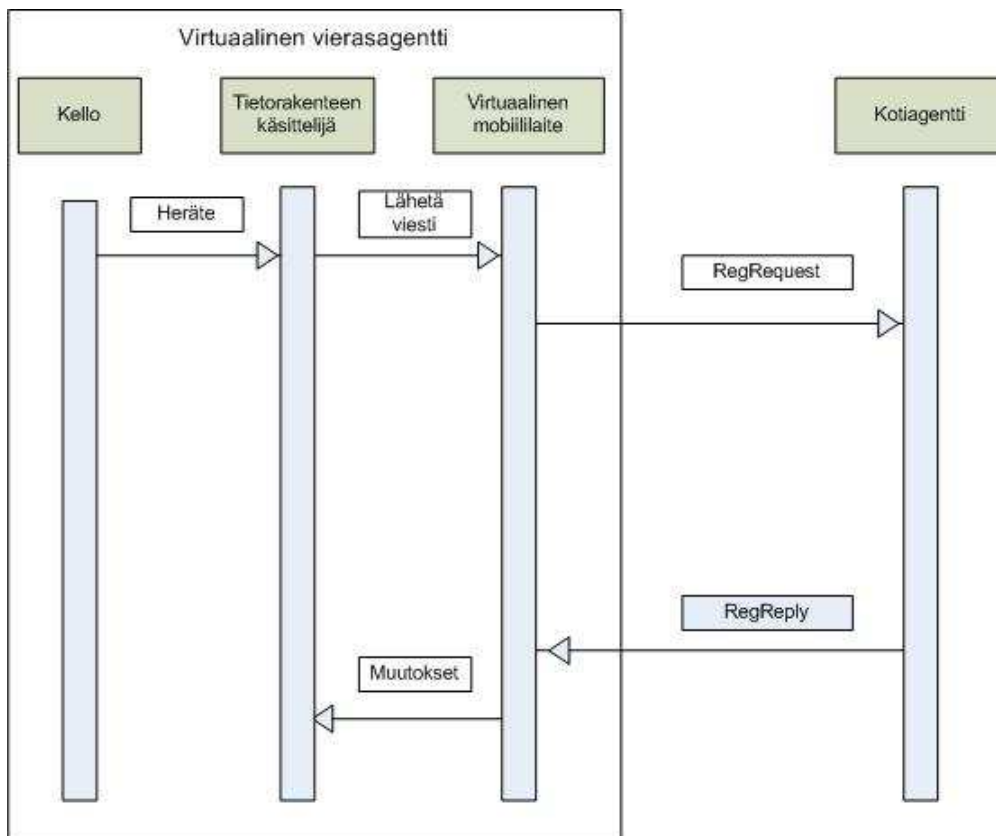 Virtuaalinen vierasagentti
Kello
Tietorakenteen
käsittelijä
Virtuaalinen
mobiililaite
Kotiagentti
Heräte
Lähetä
viesti
RegRequest
RegReply
Muutokset